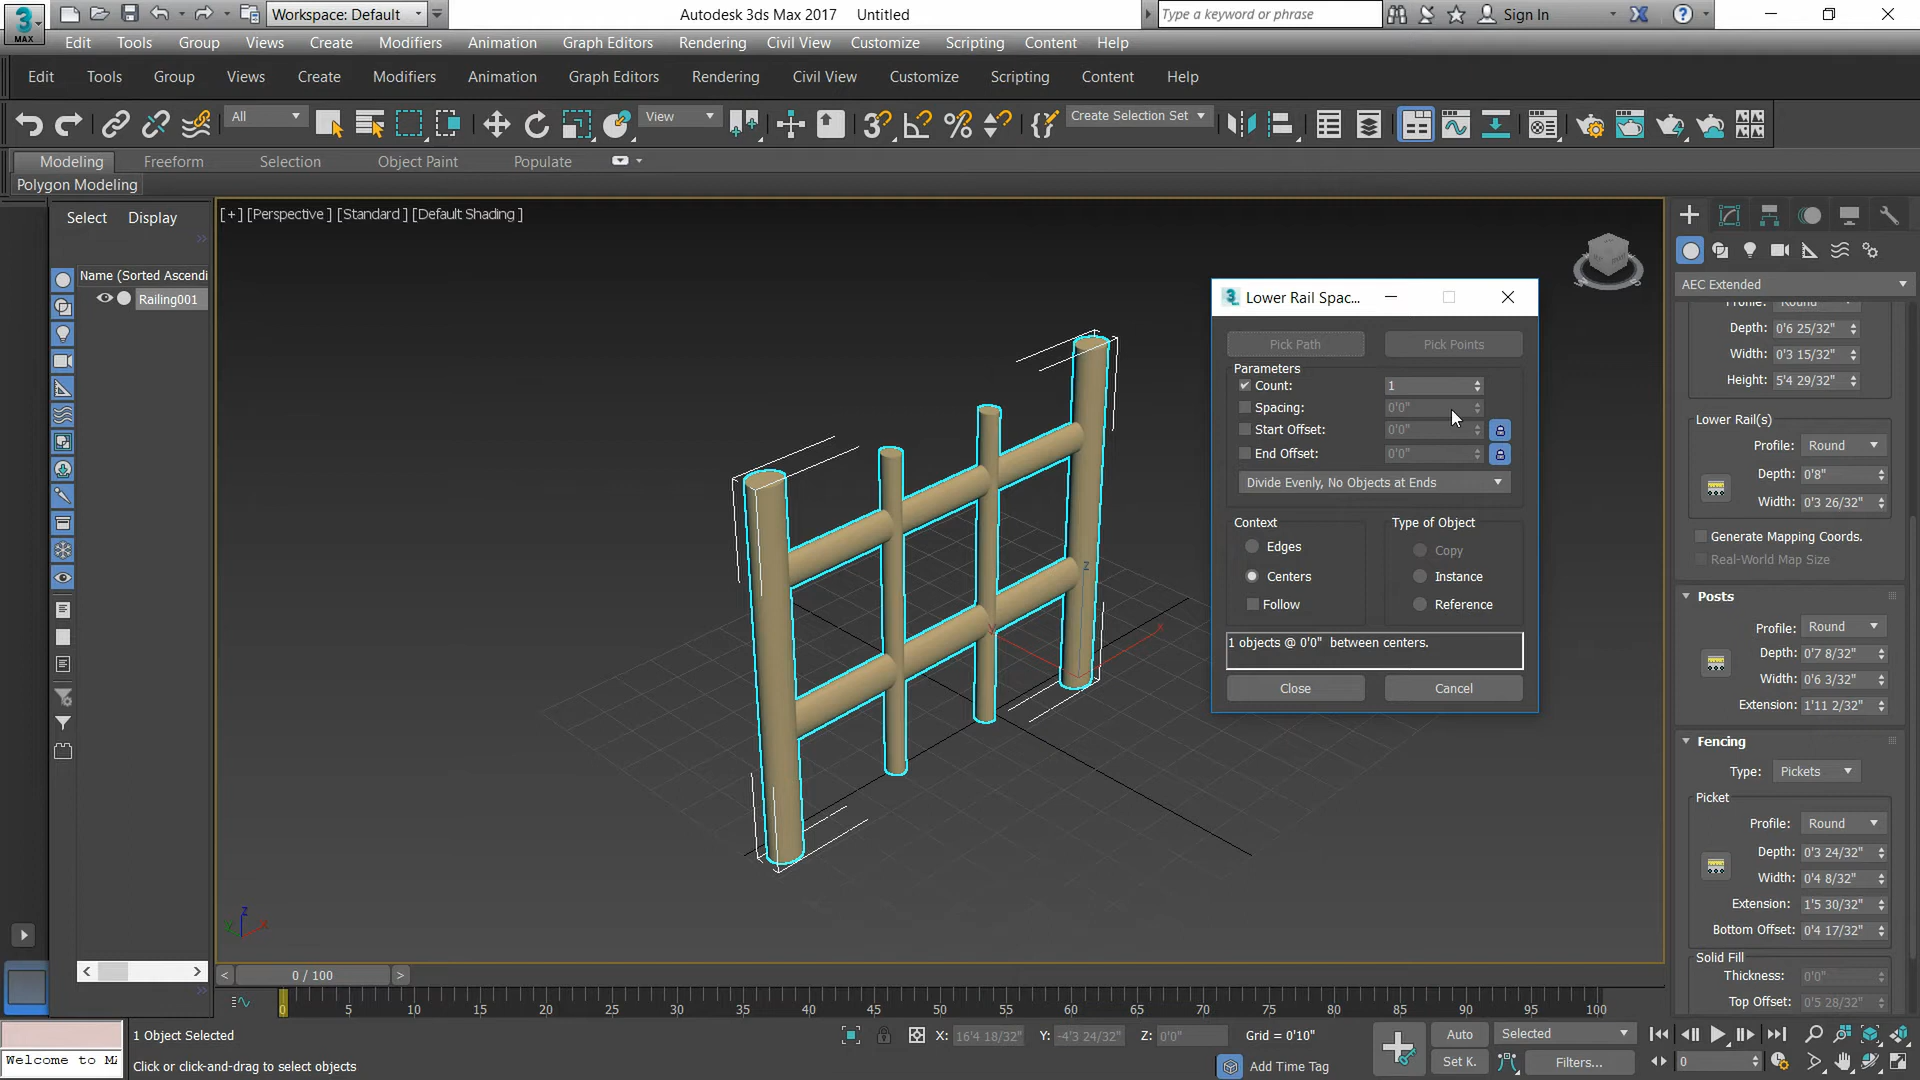 3
MAX
Workspace: Default
Autodesk 3ds Max 2017 Untitled
Type a keyword or phrase
Sign In
Edit Tools Group Views Create Modifiers Animation Graph Editors Rendering Civil View Customize Scripting Content Help
Edit Tools Group Views Create Modifiers Animation Graph Editors Rendering Civil View Customize Scripting Content Help
All
View
Create Selection Set
Modeling Freeform Selection Object Paint Populate
Polygon Modeling
Select Display
Name (Sorted Ascendi
Railing001
[+] [Perspective ] [Standard ] [Default Shading ]
Lower Rail Spac...
Pick Path Pick Points
Parameters
Count: 1
Spacing: 0'0"
Start Offset: 0'0"
End Offset: 0'0"
Divide Evenly, No Objects at Ends
Context Type of Object
Edges Copy
Centers Instance
Follow Reference
1 objects @ 0'0" between centers.
Close Cancel
AEC Extended
Profile: Round
Depth: 0'6 25/32"
Width: 0'3 15/32"
Height: 5'4 29/32"
Lower Rail(s)
Profile: Round
Depth: 0'8"
Width: 0'3 26/32"
Generate Mapping Coords.
Real-World Map Size
Posts
Profile: Round
Depth: 0'7 8/32"
Width: 0'6 3/32"
Extension: 1'11 2/32"
Fencing
Type: Pickets
Picket
Profile: Round
Depth: 0'3 24/32"
Width: 0'4 8/32"
Extension: 1'5 30/32"
Bottom Offset: 0'4 17/32"
Solid Fill
Thickness: 0'0"
Top Offset: 0'5 28/32"
z
x
y
z
x
y
< 0 / 100 >
0 5 10 15 20 25 30 35 40 45 50 55 60 65 70 75 80 85 90 95 100
1 Object Selected
X: 16'4 18/32" Y: -4'3 24/32" Z: 0'0" Grid = 0'10"
Auto Selected
Welcome to MA
Click or click-and-drag to select objects
Add Time Tag
Set K. Filters...
0